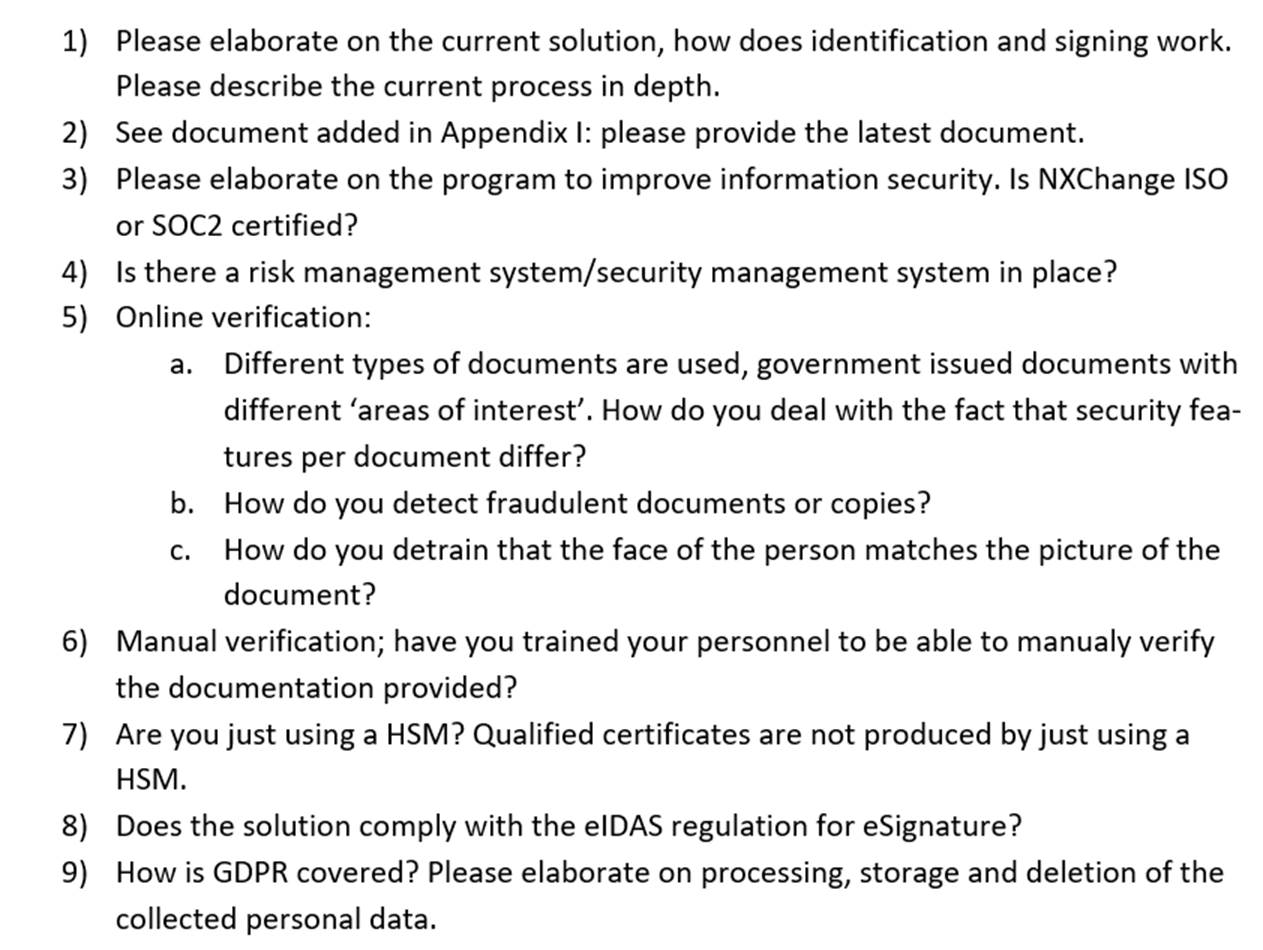 1) Please elaborate on the current solution, how does identification and signing work.
Please describe the current process in depth.
2) See document added in Appendix I: please provide the latest document.
3) Please elaborate on the program to improve information security. Is NXChange ISO
or SOC2 certified?
4) Is there a risk management system/security management system in place?
5) Online verification:
a. Different types of documents are used, government issued documents with
different ‘areas of interest’. How do you deal with the fact that security fea-
tures per document differ?
b. How do you detect fraudulent documents or copies?
c. How do you detrain that the face of the person matches the picture of the
document?
6) Manual verification; have you trained your personnel to be able to manualy verify
the documentation provided?
7) Are you just using a HSM? Qualified certificates are not produced by just using a
HSM.
8) Does the solution comply with the eIDAS regulation for eSignature?
9) How is GDPR covered? Please elaborate on processing, storage and deletion of the
collected personal data.